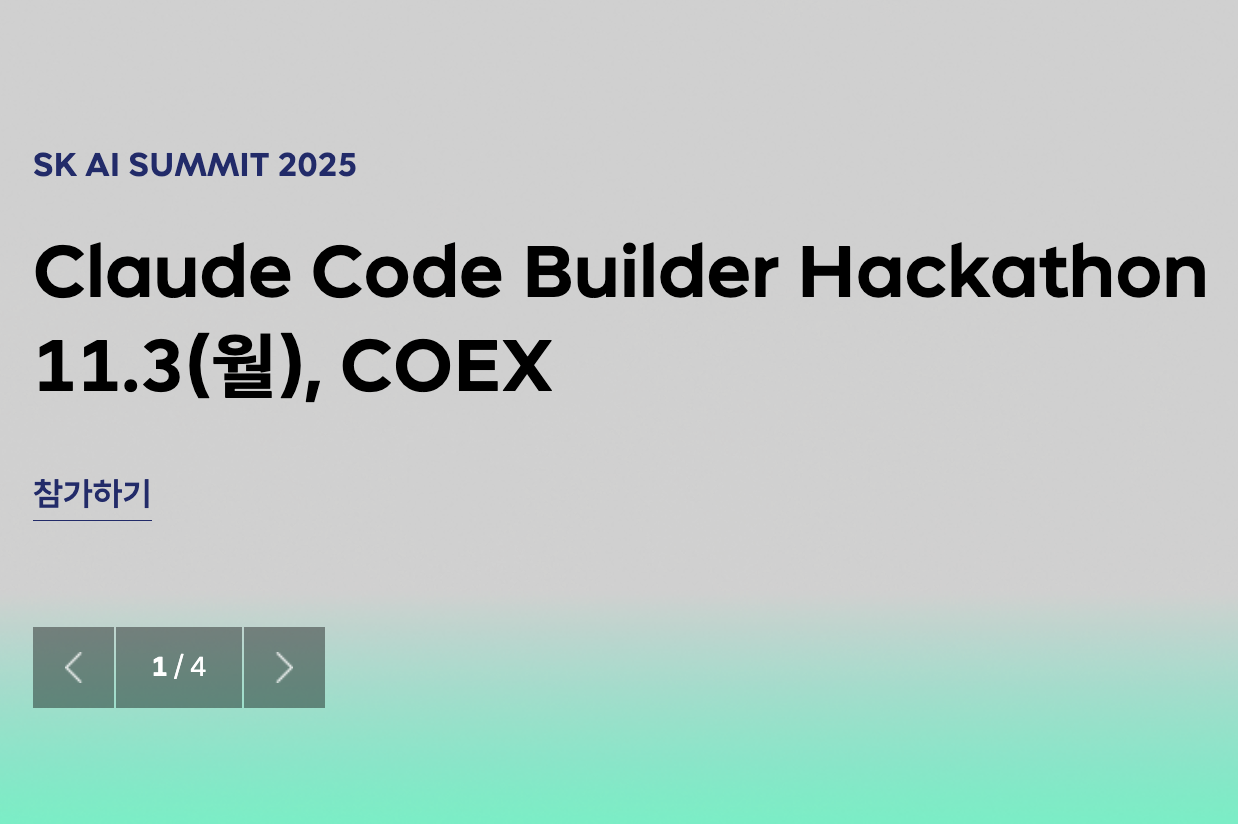 SK AI SUMMIT 2025
Claude Code Builder Hackathon
11.3(월), COEX
참가하기
1 / 4